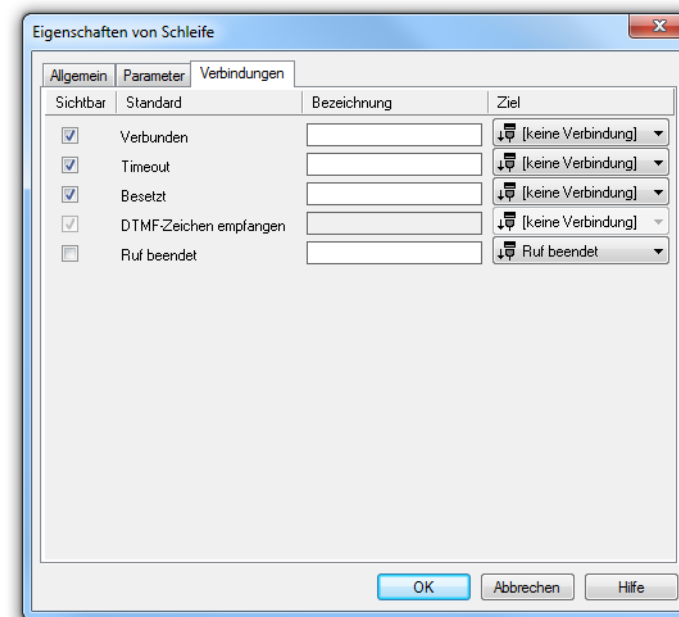 Eigenschaften von Schleife
Allgemein Parameter Verbindungen
Sichtbar Standard Bezeichnung Ziel
Verbunden [keine Verbindung]
Timeout [keine Verbindung]
Besetzt [keine Verbindung]
DTMF-Zeichen empfangen [keine Verbindung]
Ruf beendet Ruf beendet
OK Abbrechen Hilfe